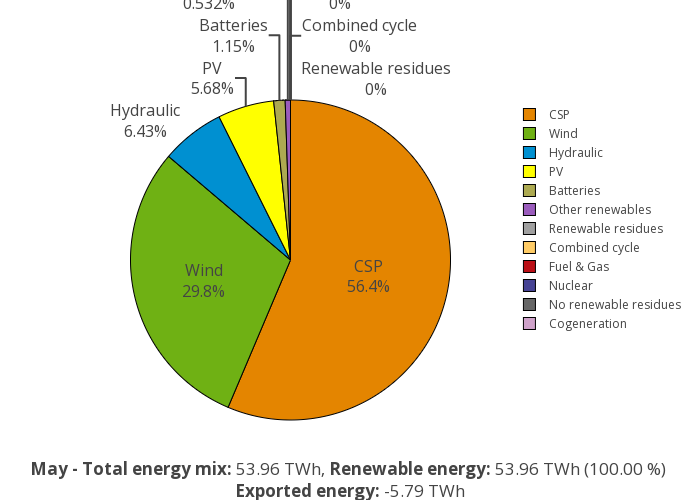 0.532%
0%
Batteries
1.15%
Combined cycle
0%
PV
5.68%
Renewable residues
0%
Hydraulic
6.43%
Wind
29.8%
CSP
56.4%
CSP
Wind
Hydraulic
PV
Batteries
Other renewables
Renewable residues
Combined cycle
Fuel & Gas
Nuclear
No renewable residues
Cogeneration
May - Total energy mix: 53.96 TWh, Renewable energy: 53.96 TWh (100.00 %)
Exported energy: -5.79 TWh